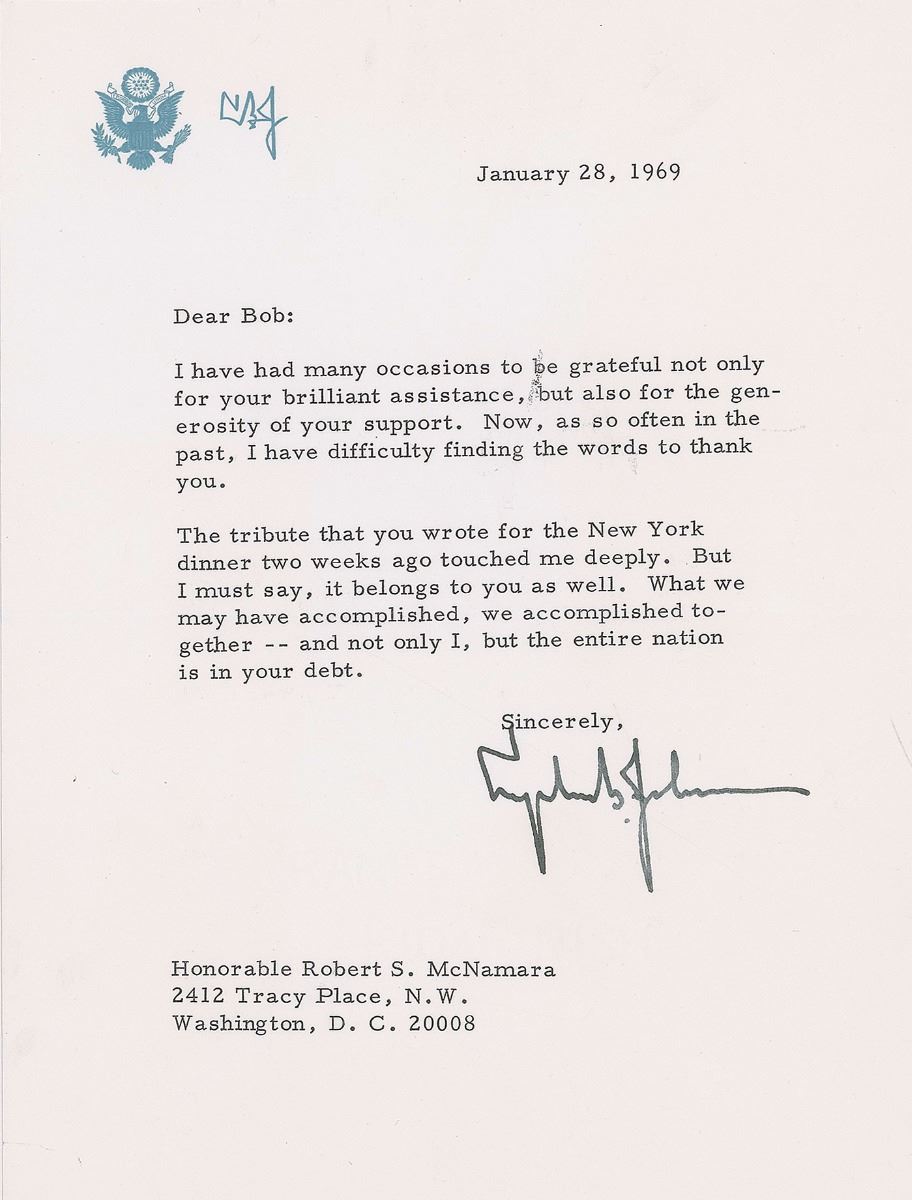 LBJ
January 28, 1969
Dear Bob:
I have had many occasions to be grateful not only
for your brilliant assistance, but also for the gen-
erosity of your support. Now, as so often in the
past, I have difficulty finding the words to thank
you.
The tribute that you wrote for the New York
dinner two weeks ago touched me deeply. But
I must say, it belongs to you as well. What we
may have accomplished, we accomplished to-
gether -- and not only I, but the entire nation
is in your debt.
Sincerely,
Lyndon B. Johnson
Honorable Robert S. McNamara
2412 Tracy Place, N.W.
Washington, D. C. 20008